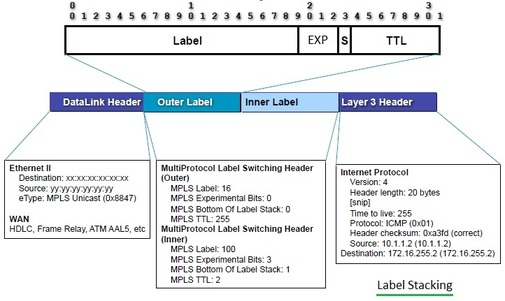 0 1 2 3
0 1 2 3 4 5 6 7 8 9 0 1 2 3 4 5 6 7 8 9 0 1 2 3 4 5 6 7 8 9 0 1
Label EXP S TTL
DataLink Header Outer Label Inner Label Layer 3 Header
Ethernet II
Destination: xx:xx:xx:xx:xx:xx
Source: yy:yy:yy:yy:yy:yy
eType: MPLS Unicast (0x8847)
WAN
HDLC, Frame Relay, ATM AAL5, etc
MultiProtocol Label Switching Header
(Outer)
MPLS Label: 16
MPLS Experimental Bits: 0
MPLS Bottom Of Label Stack: 0
MPLS TTL: 255
MultiProtocol Label Switching Header
(Inner)
MPLS Label: 100
MPLS Experimental Bits: 3
MPLS Bottom Of Label Stack: 1
MPLS TTL: 2
Internet Protocol
Version: 4
Header length: 20 bytes
[snip]
Time to live: 255
Protocol: ICMP (0x01)
Header checksum: 0xa3fd (correct)
Source: 10.1.1.2 (10.1.1.2)
Destination: 172.16.255.2 (172.16.255.2)
Label Stacking